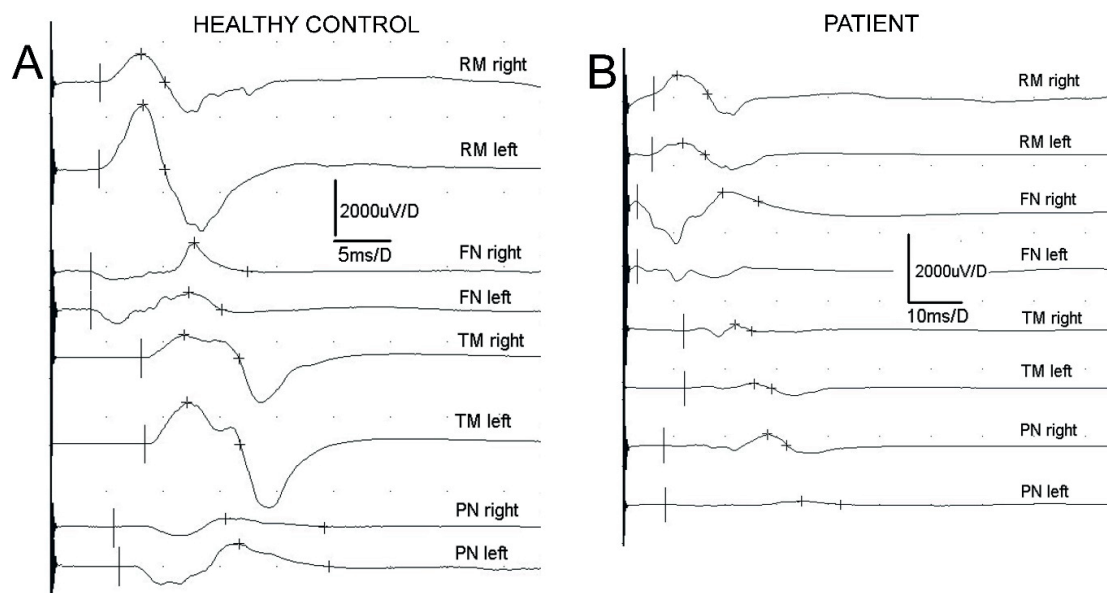 HEALTHY CONTROL
A
RM right
RM left
2000uV/D
5ms/D
FN right
FN left
TM right
TM left
PN right
PN left
PATIENT
B
RM right
RM left
FN right
FN left
2000uV/D
10ms/D
TM right
TM left
PN right
PN left